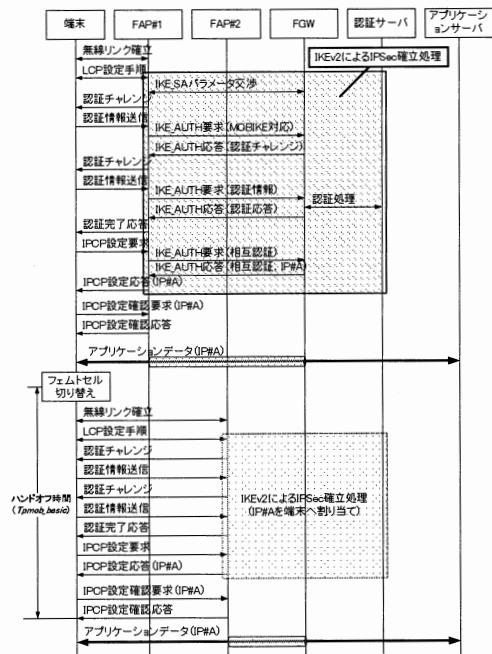 端末
FAP#1
FAP#2
FGW
認証サーバ
アプリケーシ
ョンサーバ
無線リンク確立
LCP設定手順
IKEv2によるIPSec確立処理
IKE_SAパラメータ交渉
認証チャレンジ
認証情報送信
IKE_AUTH要求(MOBIKE対応)
IKE_AUTH応答(認証チャレンジ)
認証チャレンジ
認証情報送信
IKE_AUTH要求(認証情報)
認証処理
IKE_AUTH応答(認証応答)
認証完了応答
IPCP設定要求
IKE_AUTH要求(相互認証)
IKE_AUTH応答(相互認証, IP#A)
IPCP設定応答(IP#A)
IPCP設定確認要求(IP#A)
IPCP設定確認応答
アプリケーションデータ(IP#A)
フェムトセル
切り替え
無線リンク確立
LCP設定手順
認証チャレンジ
認証情報送信
認証チャレンジ
認証情報送信
認証完了応答
IPCP設定要求
IPCP設定応答(IP#A)
IPCP設定確認要求(IP#A)
IPCP設定確認応答
IKEv2によるIPSec確立処理
(IP#Aを端末へ割り当て)
ハンドオフ時間
(Tpmob_basic)
アプリケーションデータ(IP#A)